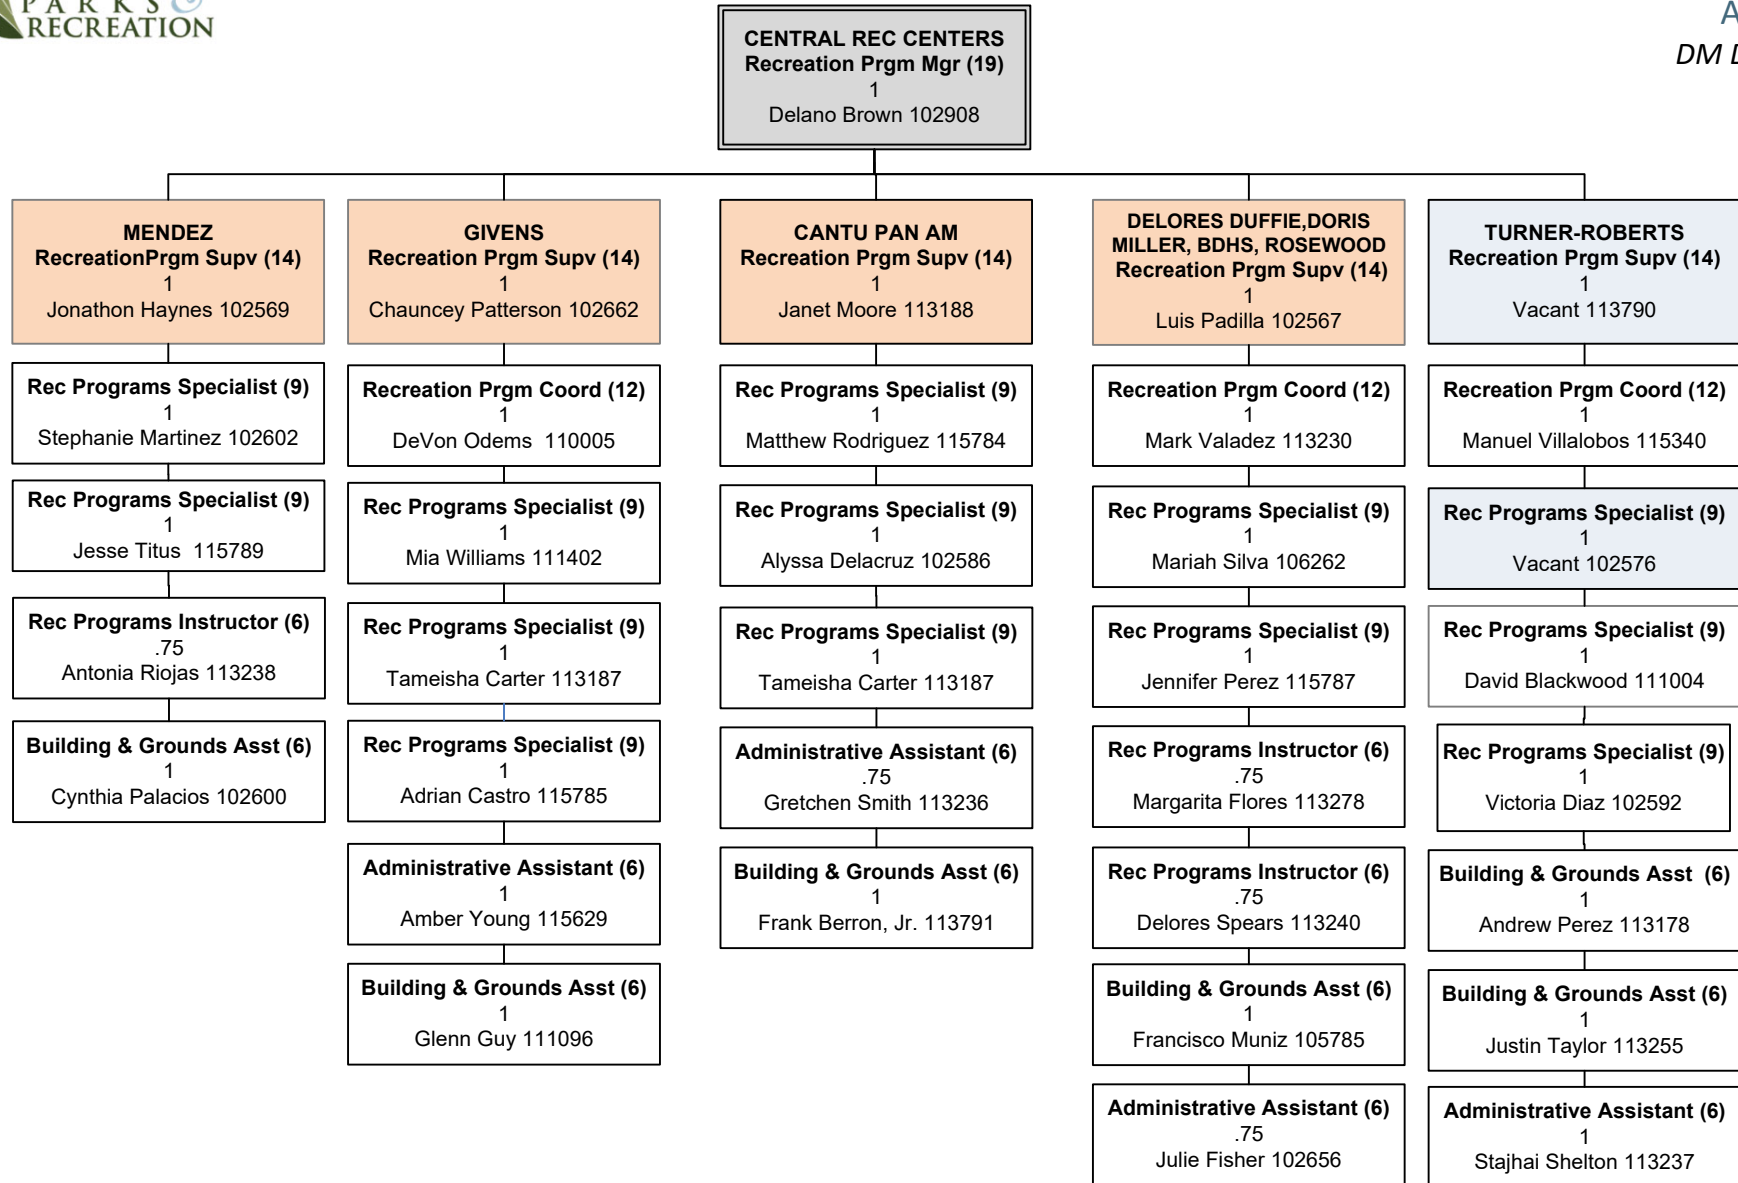 PARKS &
RECREATION
A
DM D
CENTRAL REC CENTERS
Recreation Prgm Mgr (19)
1
Delano Brown 102908
MENDEZ
RecreationPrgm Supv (14)
1
Jonathon Haynes 102569
Rec Programs Specialist (9)
1
Stephanie Martinez 102602
Rec Programs Specialist (9)
1
Jesse Titus  115789
Rec Programs Instructor (6)
.75
Antonia Riojas 113238
Building & Grounds Asst (6)
1
Cynthia Palacios 102600
GIVENS
Recreation Prgm Supv (14)
1
Chauncey Patterson 102662
Recreation Prgm Coord (12)
1
DeVon Odems  110005
Rec Programs Specialist (9)
1
Mia Williams 111402
Rec Programs Specialist (9)
1
Tameisha Carter 113187
Rec Programs Specialist (9)
1
Adrian Castro 115785
Administrative Assistant (6)
1
Amber Young 115629
Building & Grounds Asst (6)
1
Glenn Guy 111096
CANTU PAN AM
Recreation Prgm Supv (14)
1
Janet Moore 113188
Rec Programs Specialist (9)
1
Matthew Rodriguez 115784
Rec Programs Specialist (9)
1
Alyssa Delacruz 102586
Rec Programs Specialist (9)
1
Tameisha Carter 113187
Administrative Assistant (6)
.75
Gretchen Smith 113236
Building & Grounds Asst (6)
1
Frank Berron, Jr. 113791
DELORES DUFFIE,DORIS
MILLER, BDHS, ROSEWOOD
Recreation Prgm Supv (14)
1
Luis Padilla 102567
Recreation Prgm Coord (12)
1
Mark Valadez 113230
Rec Programs Specialist (9)
1
Mariah Silva 106262
Rec Programs Specialist (9)
1
Jennifer Perez 115787
Rec Programs Instructor (6)
.75
Margarita Flores 113278
Rec Programs Instructor (6)
.75
Delores Spears 113240
Building & Grounds Asst (6)
1
Francisco Muniz 105785
Administrative Assistant (6)
.75
Julie Fisher 102656
TURNER-ROBERTS
Recreation Prgm Supv (14)
1
Vacant 113790
Recreation Prgm Coord (12)
1
Manuel Villalobos 115340
Rec Programs Specialist (9)
1
Vacant 102576
Rec Programs Specialist (9)
1
David Blackwood 111004
Rec Programs Specialist (9)
1
Victoria Diaz 102592
Building & Grounds Asst  (6)
1
Andrew Perez 113178
Building & Grounds Asst (6)
1
Justin Taylor 113255
Administrative Assistant (6)
1
Stajhai Shelton 113237